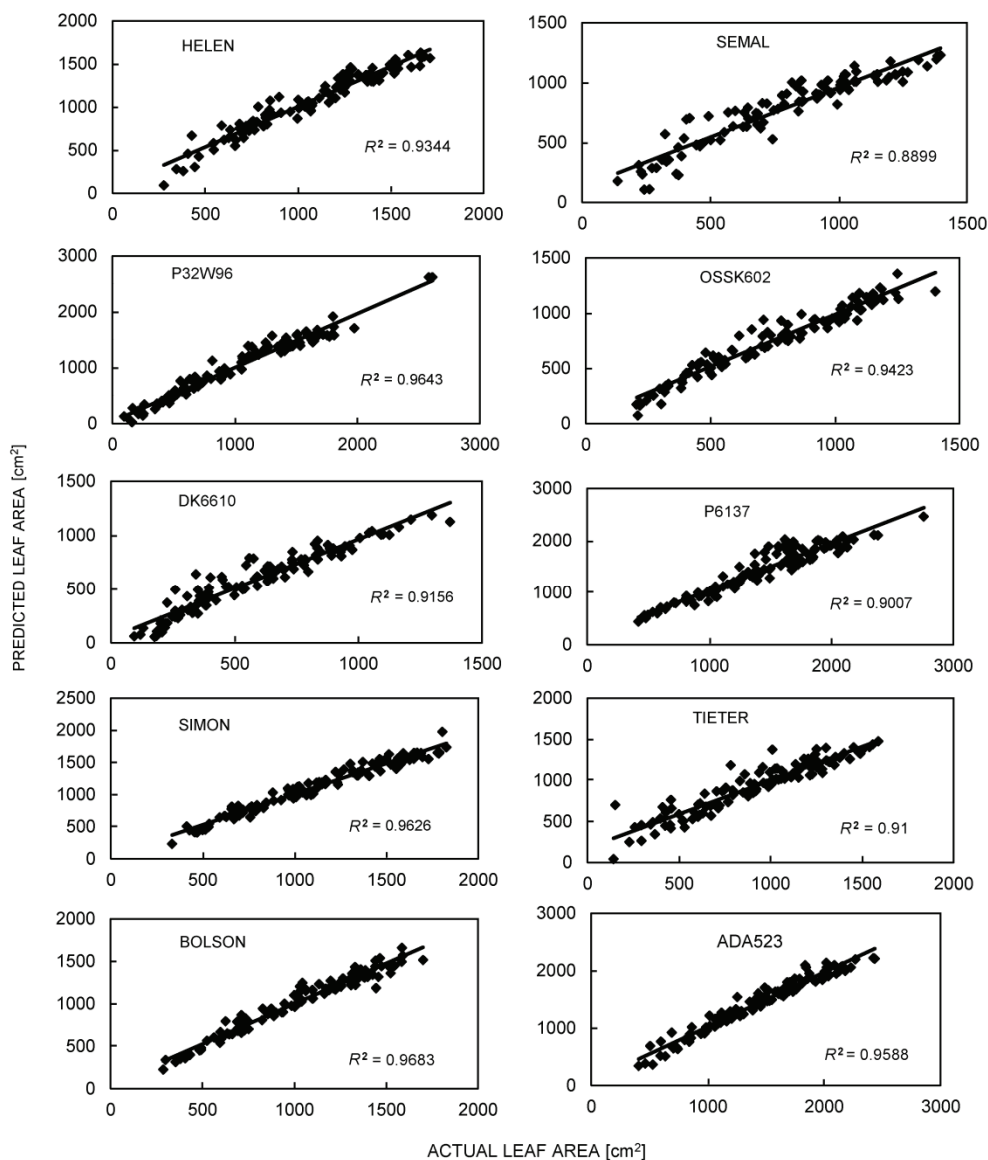 2000
1500
1000
500
0
HELEN
R² = 0.9344
0 500 1000 1500 2000
1500
1000
500
0
SEMAL
R² = 0.8899
0 500 1000 1500
3000
2000
1000
0
P32W96
R² = 0.9643
0 1000 2000 3000
1500
1000
500
0
OSSK602
R² = 0.9423
0 500 1000 1500
PREDICTED LEAF AREA [cm²]
1500
1000
500
0
DK6610
R² = 0.9156
0 500 1000 1500
3000
2000
1000
0
P6137
R² = 0.9007
0 1000 2000 3000
2500
2000
1500
1000
500
0
SIMON
R² = 0.9626
0 500 1000 1500 2000
2000
1500
1000
500
0
TIETER
R² = 0.91
0 500 1000 1500 2000
2000
1500
1000
500
0
BOLSON
R² = 0.9683
0 500 1000 1500 2000
3000
2000
1000
0
ADA523
R² = 0.9588
0 1000 2000 3000
ACTUAL LEAF AREA [cm²]